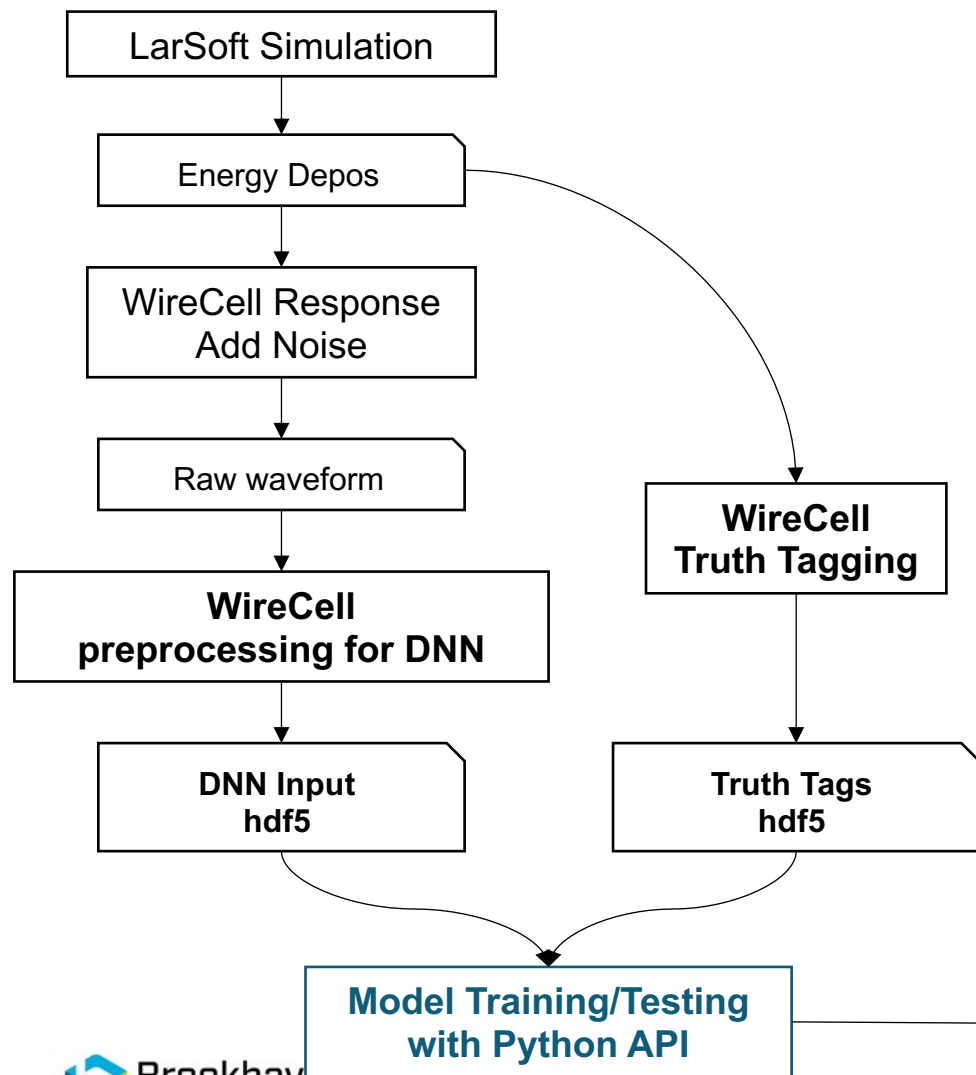 LarSoft Simulation
Energy Depos
WireCell Response
Add Noise
Raw waveform
WireCell
Truth Tagging
WireCell
preprocessing for DNN
DNN Input
hdf5
Truth Tags
hdf5
Model Training/Testing
with Python API